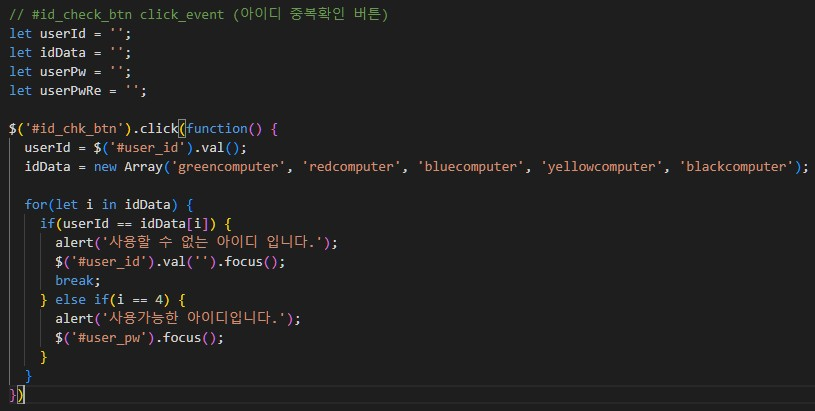 // #id_check_btn click_event (아이디 중복확인 버튼)
let userId = '';
let idData = '';
let userPw = '';
let userPwRe = '';
$('#id_chk_btn').click(function() {
userId = $('#user_id').val();
idData = new Array('greencomputer', 'redcomputer', 'bluecomputer', 'yellowcomputer', 'blackcomputer');
for(let i in idData) {
if(userId == idData[i]) {
alert('사용할 수 없는 아이디 입니다.');
$('#user_id').val('').focus();
break;
} else if(i == 4) {
alert('사용가능한 아이디입니다.');
$('#user_pw').focus();
}
}
})